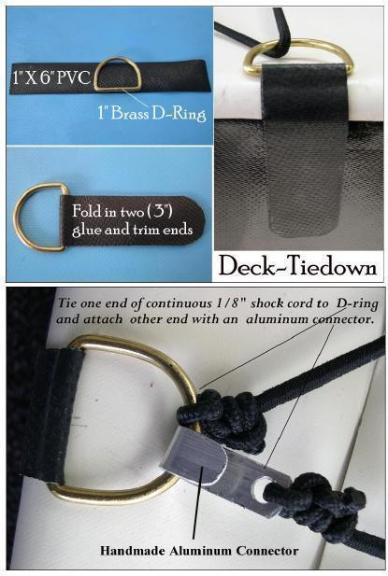 1"X 6" PVC
1" Brass D-Ring
Fold in two ( 3")
glue and trim ends
Deck-Tiedown
Tie one end of continuous 1/8" shock cord to D-ring
and attach other end with an aluminum connector.
Handmade Aluminum Connector